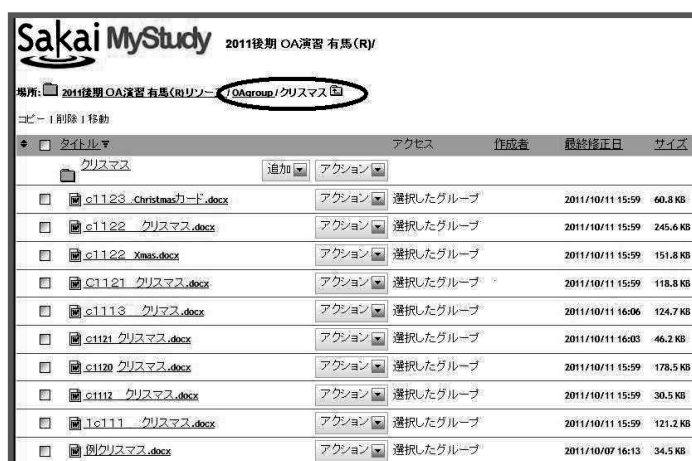 Sakai MyStudy 2011後期 OA演習 有馬(R)/
場所: 2011後期 OA演習 有馬(R)リソー /OAgroup/クリスマス
コピー | 削除 | 移動
タイトル アクセス 作成者 最終修正日 サイズ
クリスマス 追加 アクション
c1123 Christmasカード.docx アクション 選択したグループ 2011/10/11 15:59 60.8 KB
c1122 クリスマス.docx アクション 選択したグループ 2011/10/11 15:59 245.6 KB
c1122 Xmas.docx アクション 選択したグループ 2011/10/11 15:59 151.8 KB
C1121 クリスマス.docx アクション 選択したグループ 2011/10/11 15:59 118.8 KB
c1113 クリマス.docx アクション 選択したグループ 2011/10/11 16:06 124.7 KB
c1121 クリスマス.docx アクション 選択したグループ 2011/10/11 16:03 46.2 KB
c1120 クリスマス.docx アクション 選択したグループ 2011/10/11 15:59 178.5 KB
c1112 クリスマス.docx アクション 選択したグループ 2011/10/11 15:59 30.5 KB
1c111 クリスマス.docx アクション 選択したグループ 2011/10/11 15:59 121.2 KB
例クリスマス.docx アクション 選択したグループ 2011/10/07 16:13 34.5 KB